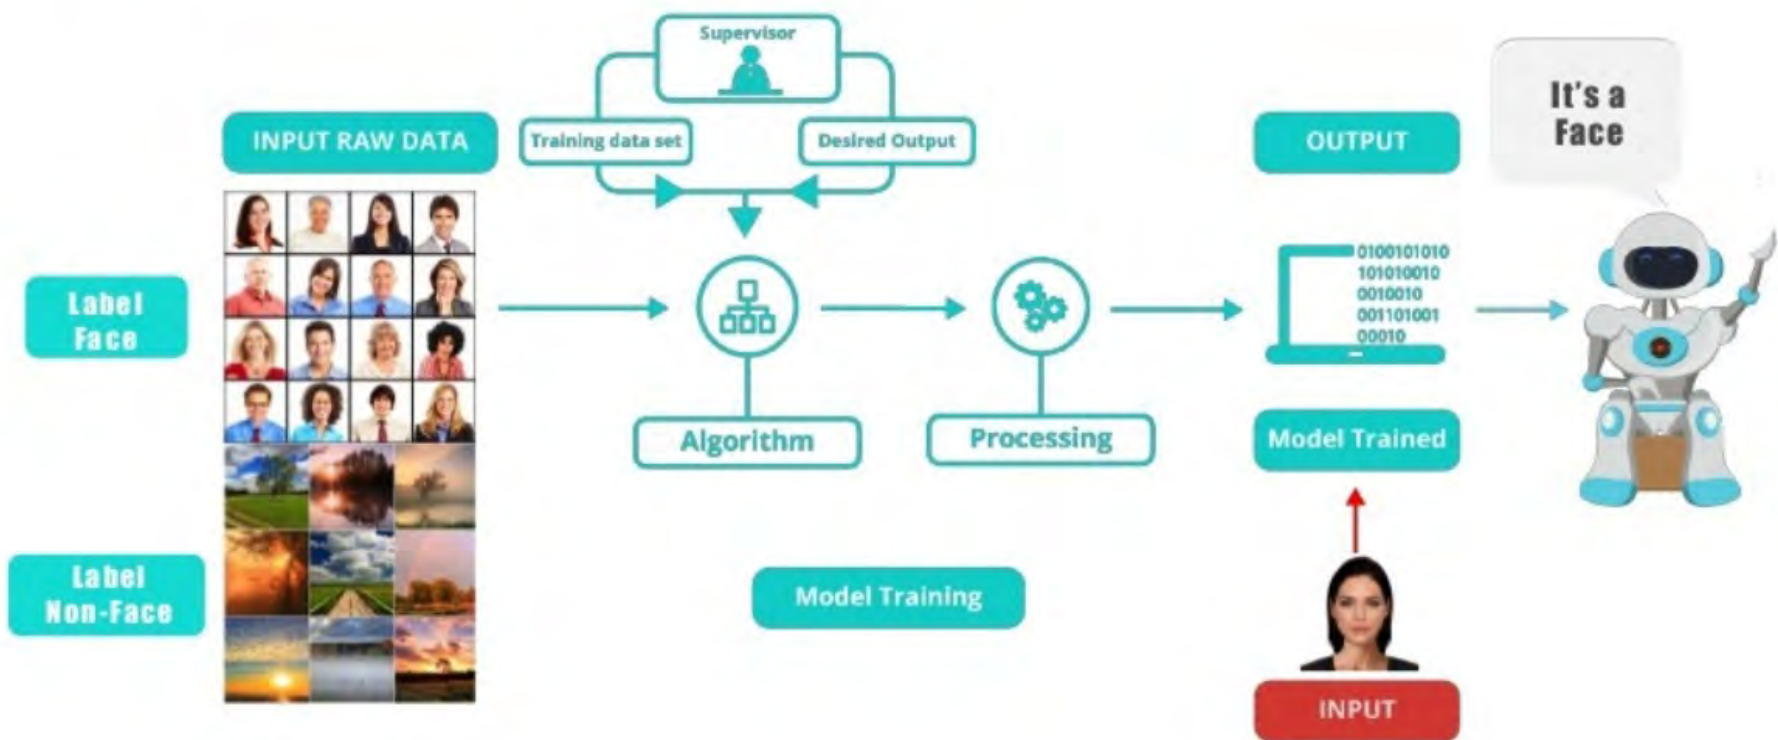 Supervisor
INPUT RAW DATA
Training data set
Desired Output
OUTPUT
It's a
Face
Label
Face
0100101010
101010010
0010010
001101001
00010
Algorithm
Processing
Model Trained
Label
Non-Face
Model Training
INPUT